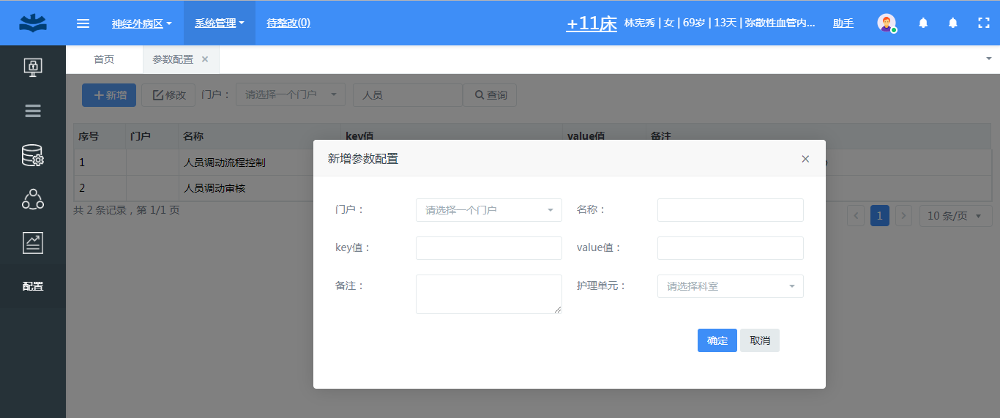 神经外病区 系统管理 待整改(0) +11床 林宪秀 | 女 | 69岁 | 13天 | 弥散性血管内... 助手
首页 参数配置 ×
新增 修改 门户： 请选择一个门户 人员 查询
序号 门户 名称 key值 value值 备注
1 人员调动流程控制
2 人员调动审核
共 2 条记录，第 1/1 页 < 1 > 10 条/页
配置
新增参数配置 ×
门户： 请选择一个门户 名称：
key值： value值：
备注： 护理单元： 请选择科室
确定 取消